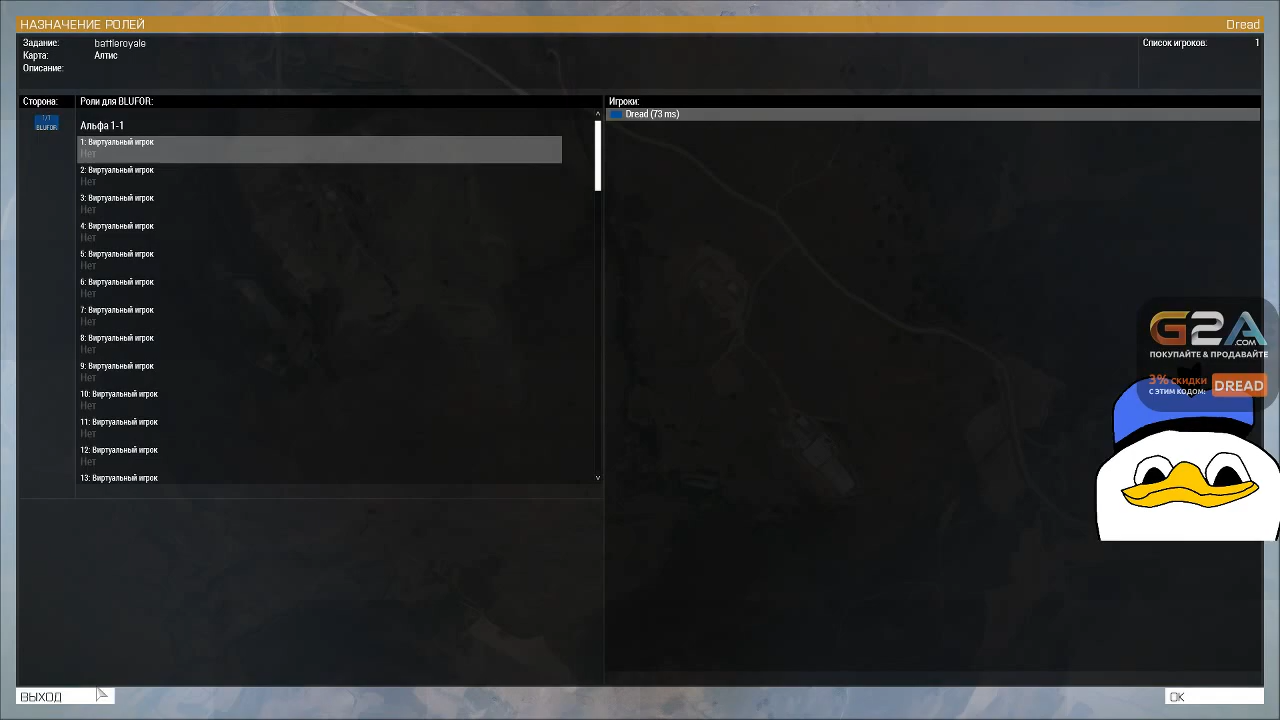 НАЗНАЧЕНИЕ РОЛЕЙ
Dread
Задание: battleroyale
Карта: Алтис
Описание:
Список игроков: 1
Сторона:
1/1
BLUFOR
Роли для BLUFOR:
Альфа 1-1
1: Виртуальный игрок
Нет
2: Виртуальный игрок
Нет
3: Виртуальный игрок
Нет
4: Виртуальный игрок
Нет
5: Виртуальный игрок
Нет
6: Виртуальный игрок
Нет
7: Виртуальный игрок
Нет
8: Виртуальный игрок
Нет
9: Виртуальный игрок
Нет
10: Виртуальный игрок
Нет
11: Виртуальный игрок
Нет
12: Виртуальный игрок
Нет
13: Виртуальный игрок
Игроки:
Dread (73 ms)
G2A
.COM
ПОКУПАЙТЕ & ПРОДАВАЙТЕ
3% скидки
с этим кодом:
DREAD
ВЫХОД
OK